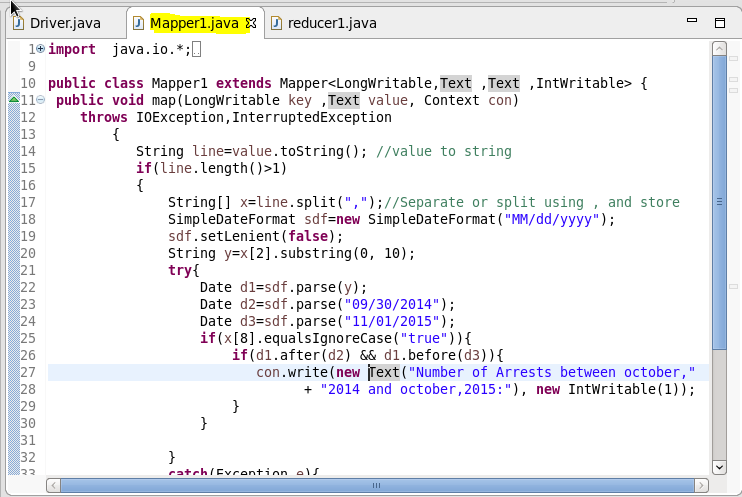 Driver.java Mapper1.java reducer1.java
1 import java.io.*;
9
10 public class Mapper1 extends Mapper<LongWritable,Text ,Text ,IntWritable> {
11 public void map(LongWritable key ,Text value, Context con)
12 throws IOException,InterruptedException
13 {
14 String line=value.toString(); //value to string
15 if(line.length()>1)
16 {
17 String[] x=line.split(",");//Separate or split using , and store
18 SimpleDateFormat sdf=new SimpleDateFormat("MM/dd/yyyy");
19 sdf.setLenient(false);
20 String y=x[2].substring(0, 10);
21 try{
22 Date d1=sdf.parse(y);
23 Date d2=sdf.parse("09/30/2014");
24 Date d3=sdf.parse("11/01/2015");
25 if(x[8].equalsIgnoreCase("true")){
26 if(d1.after(d2) && d1.before(d3)){
27 con.write(new Text("Number of Arrests between october,"
28 + "2014 and october,2015:"), new IntWritable(1));
29 }
30 }
31
32 }
33 catch(Exception e){